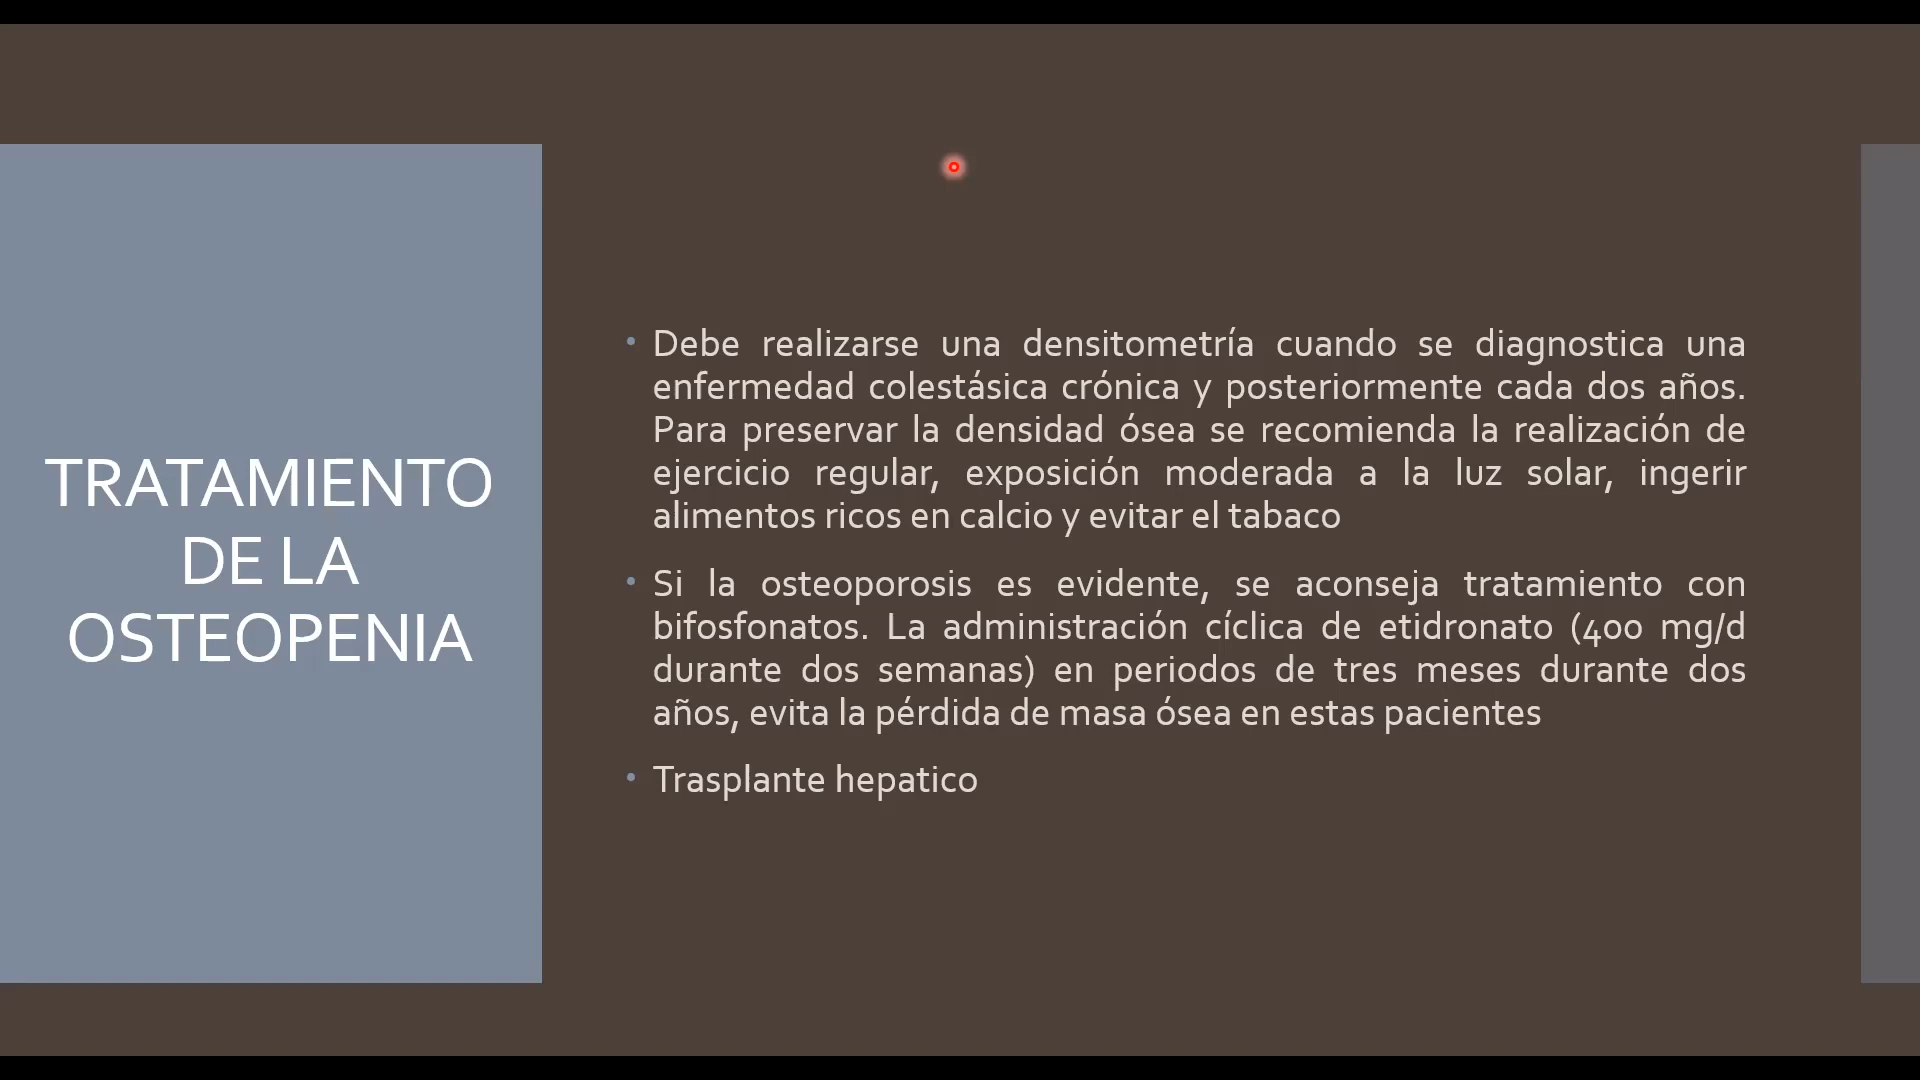 TRATAMIENTO
DE LA
OSTEOPENIA
• Debe realizarse una densitometría cuando se diagnostica una
enfermedad colestásica crónica y posteriormente cada dos años.
Para preservar la densidad ósea se recomienda la realización de
ejercicio regular, exposición moderada a la luz solar, ingerir
alimentos ricos en calcio y evitar el tabaco
• Si la osteoporosis es evidente, se aconseja tratamiento con
bifosfonatos. La administración cíclica de etidronato (400 mg/d
durante dos semanas) en periodos de tres meses durante dos
años, evita la pérdida de masa ósea en estas pacientes
• Trasplante hepatico